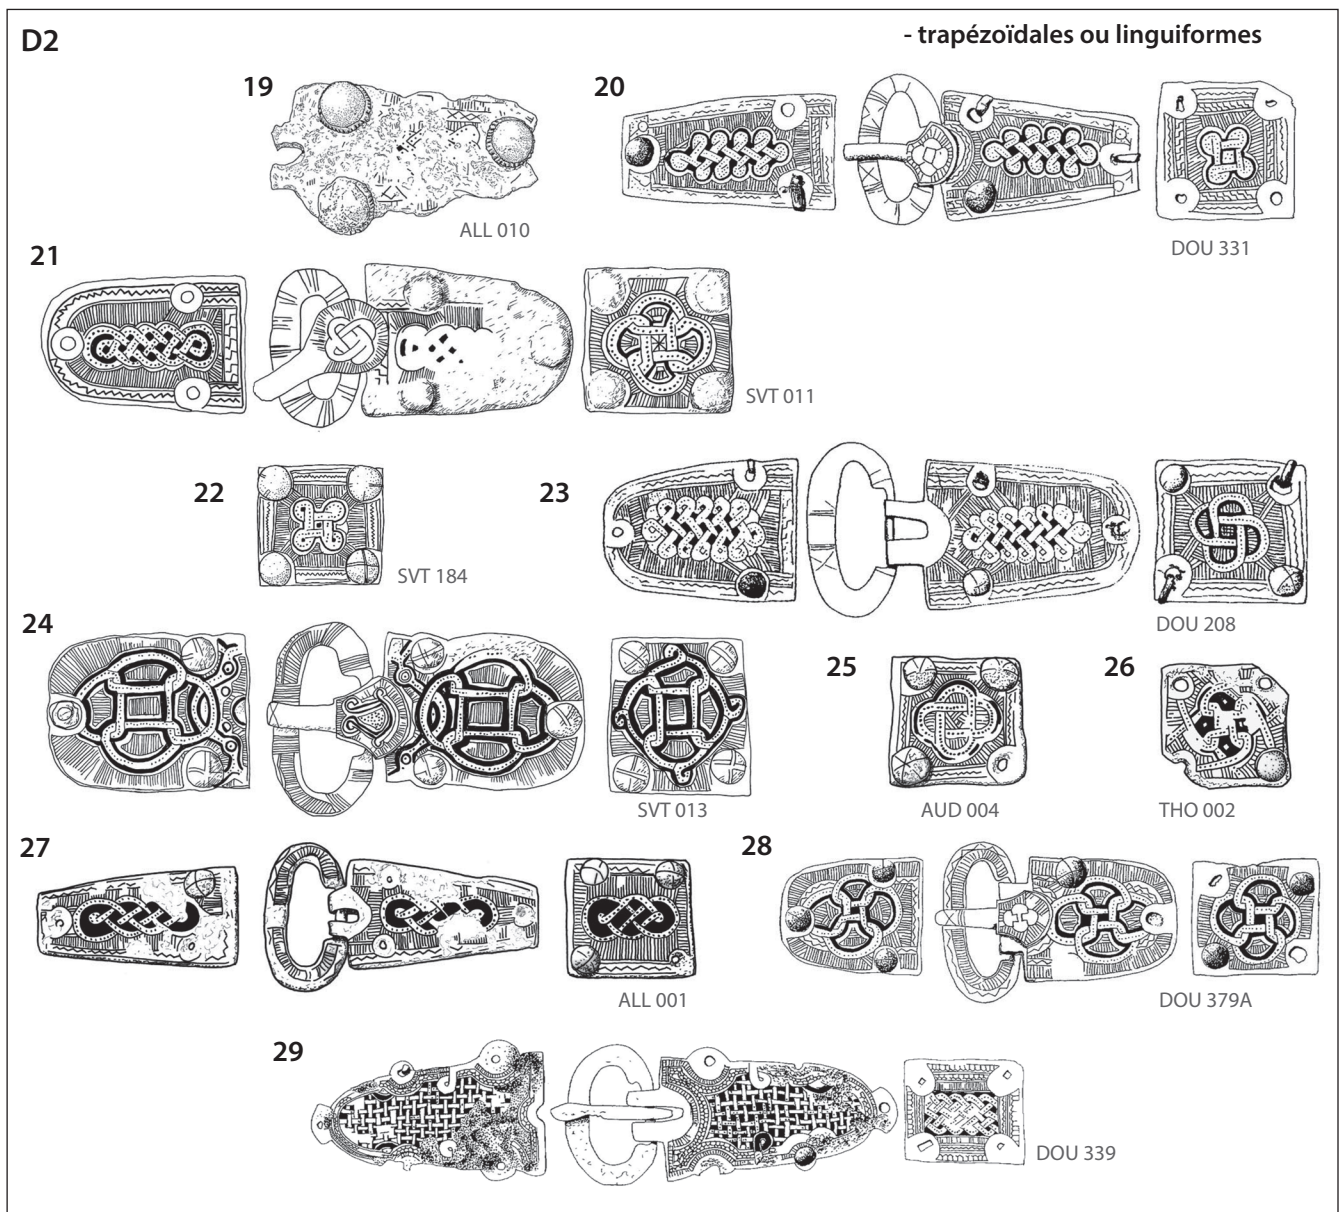 D2
- trapézoïdales ou linguiformes
19
ALL 010
20
DOU 331
21
SVT 011
22
SVT 184
23
DOU 208
24
SVT 013
25
AUD 004
26
THO 002
27
ALL 001
28
DOU 379A
29
DOU 339